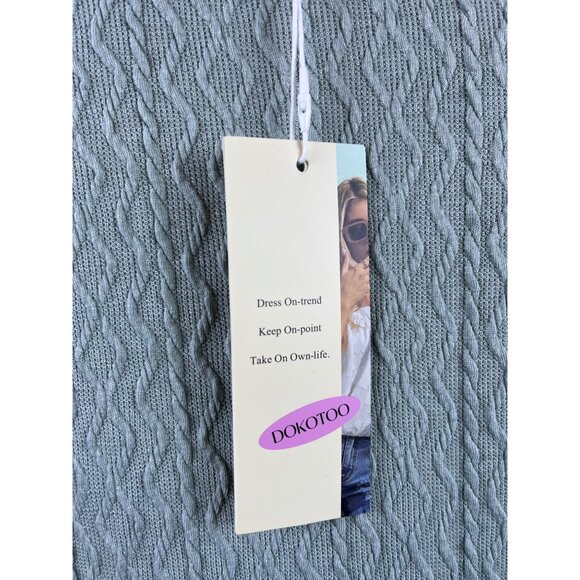 Dress On-trend
Keep On-point
Take On Own-life.
DOKOTOO